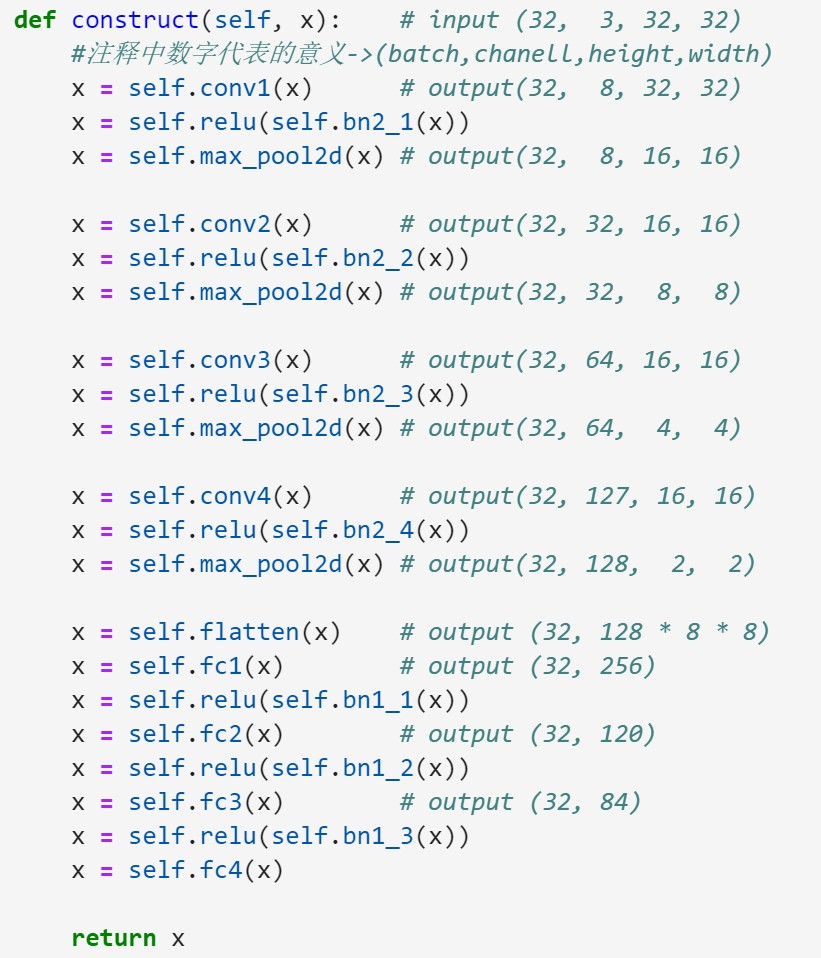 def construct(self, x):    # input (32,  3, 32, 32)
    #注释中数字代表的意义->(batch,chanell,height,width)
    x = self.conv1(x)      # output(32,  8, 32, 32)
    x = self.relu(self.bn2_1(x))
    x = self.max_pool2d(x) # output(32,  8, 16, 16)

    x = self.conv2(x)      # output(32, 32, 16, 16)
    x = self.relu(self.bn2_2(x))
    x = self.max_pool2d(x) # output(32, 32,  8,  8)

    x = self.conv3(x)      # output(32, 64, 16, 16)
    x = self.relu(self.bn2_3(x))
    x = self.max_pool2d(x) # output(32, 64,  4,  4)

    x = self.conv4(x)      # output(32, 127, 16, 16)
    x = self.relu(self.bn2_4(x))
    x = self.max_pool2d(x) # output(32, 128,  2,  2)

    x = self.flatten(x)    # output (32, 128 * 8 * 8)
    x = self.fc1(x)        # output (32, 256)
    x = self.relu(self.bn1_1(x))
    x = self.fc2(x)        # output (32, 120)
    x = self.relu(self.bn1_2(x))
    x = self.fc3(x)        # output (32, 84)
    x = self.relu(self.bn1_3(x))
    x = self.fc4(x)

    return x